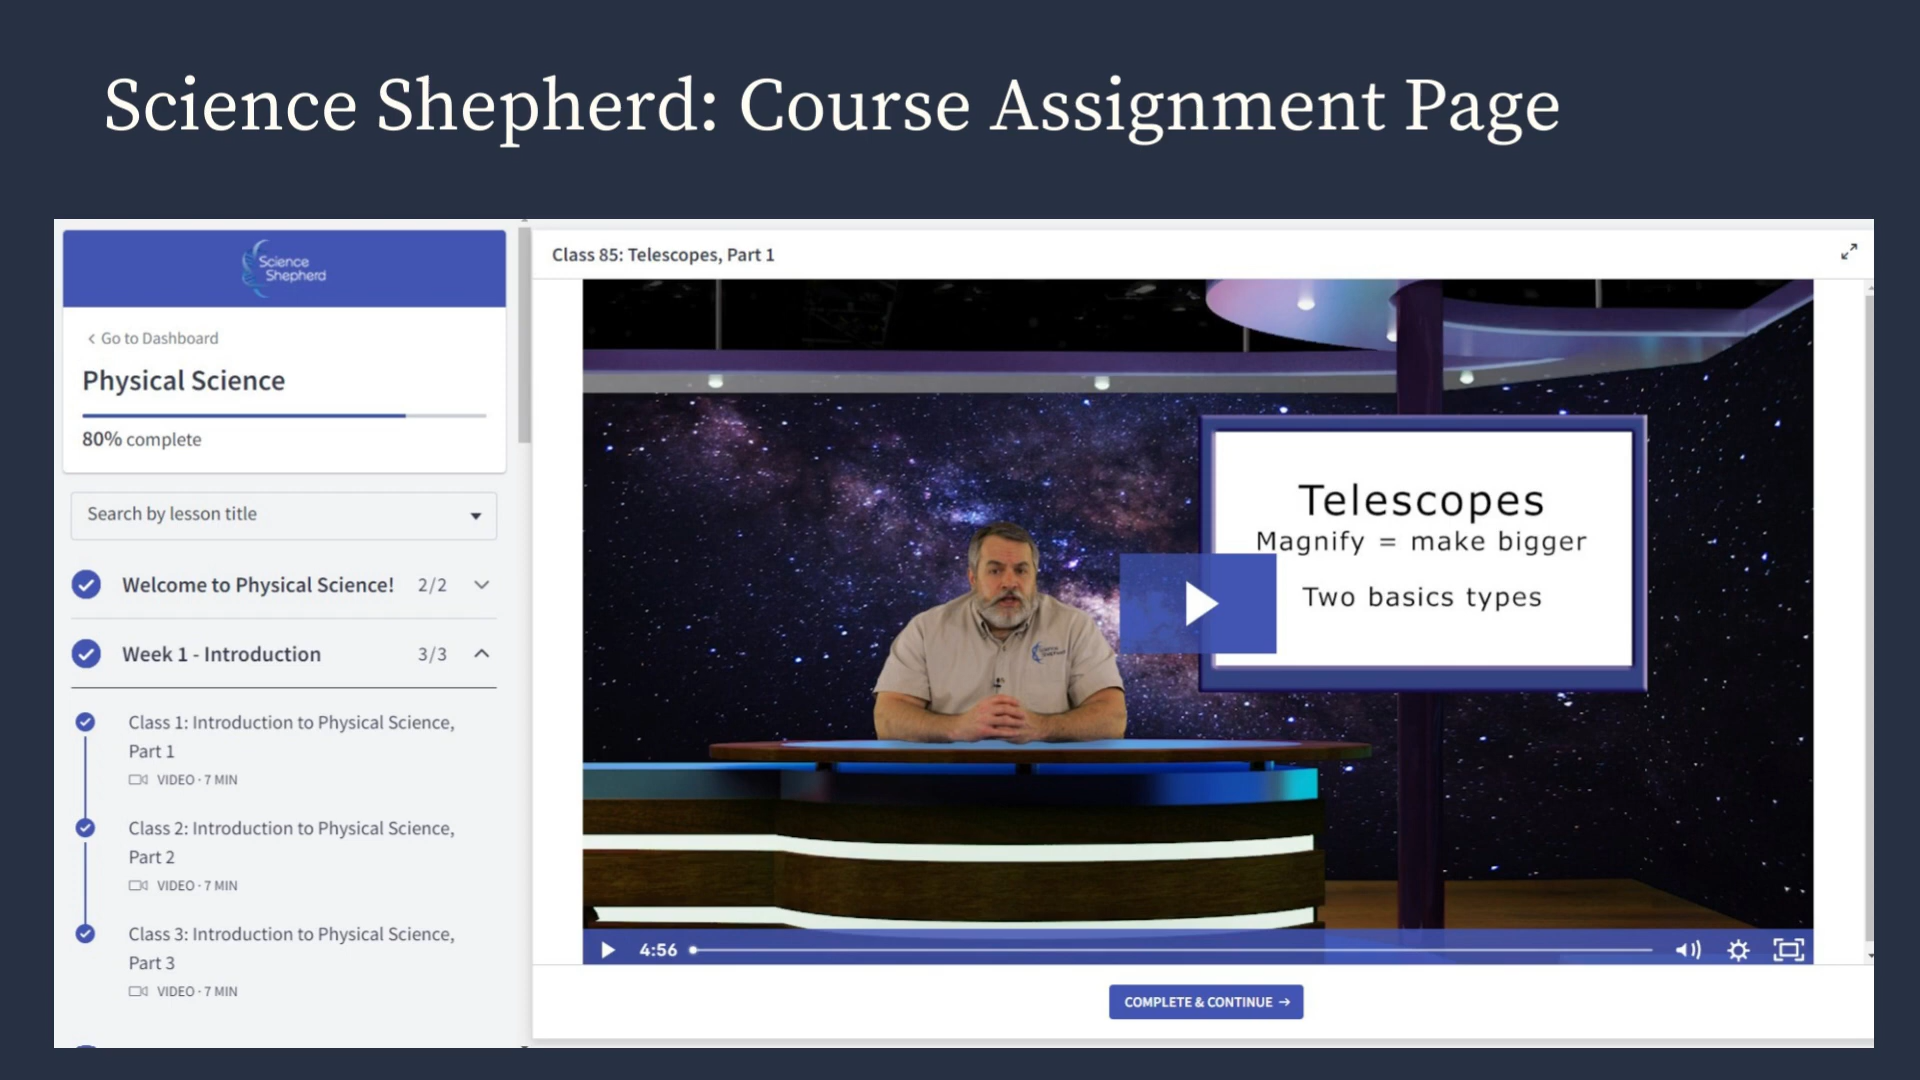 Science Shepherd: Course Assignment Page
Science
Shepherd
Go to Dashboard
Physical Science
80% complete
Search by lesson title
Welcome to Physical Science! 2/2
Week 1 - Introduction 3/3
Class 1: Introduction to Physical Science,
Part 1
VIDEO · 7 MIN
Class 2: Introduction to Physical Science,
Part 2
VIDEO · 7 MIN
Class 3: Introduction to Physical Science,
Part 3
VIDEO · 7 MIN
Class 85: Telescopes, Part 1
Telescopes
Magnify = make bigger
Two basics types
Science
Shepherd
4:56
COMPLETE & CONTINUE →